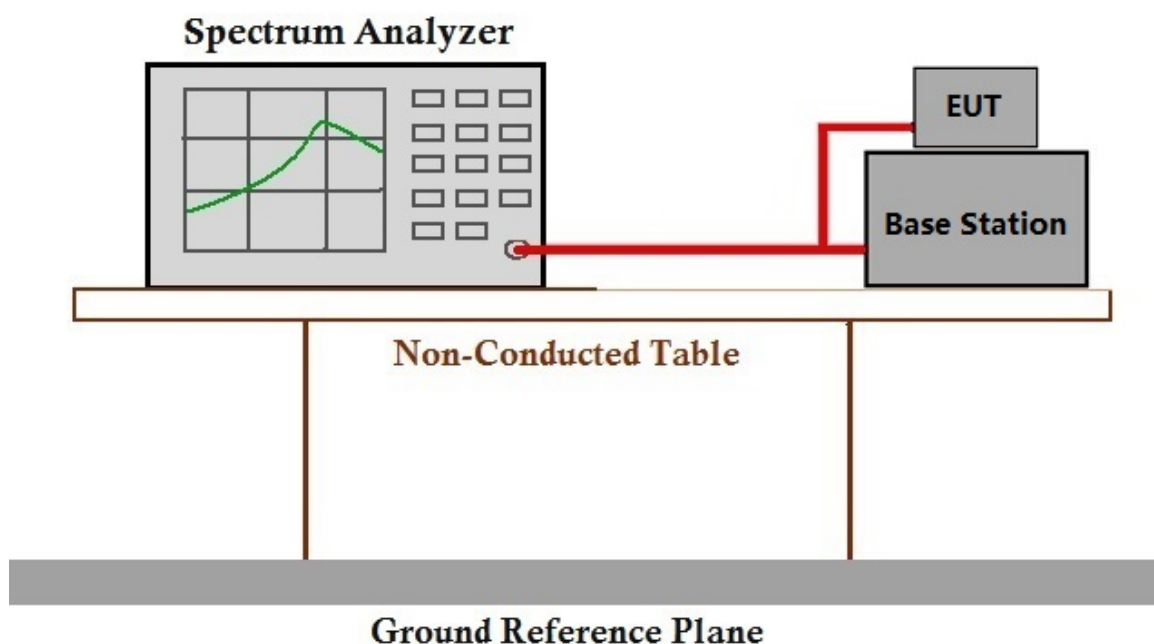 Spectrum Analyzer
EUT
Base Station
Non-Conducted Table
Ground Reference Plane